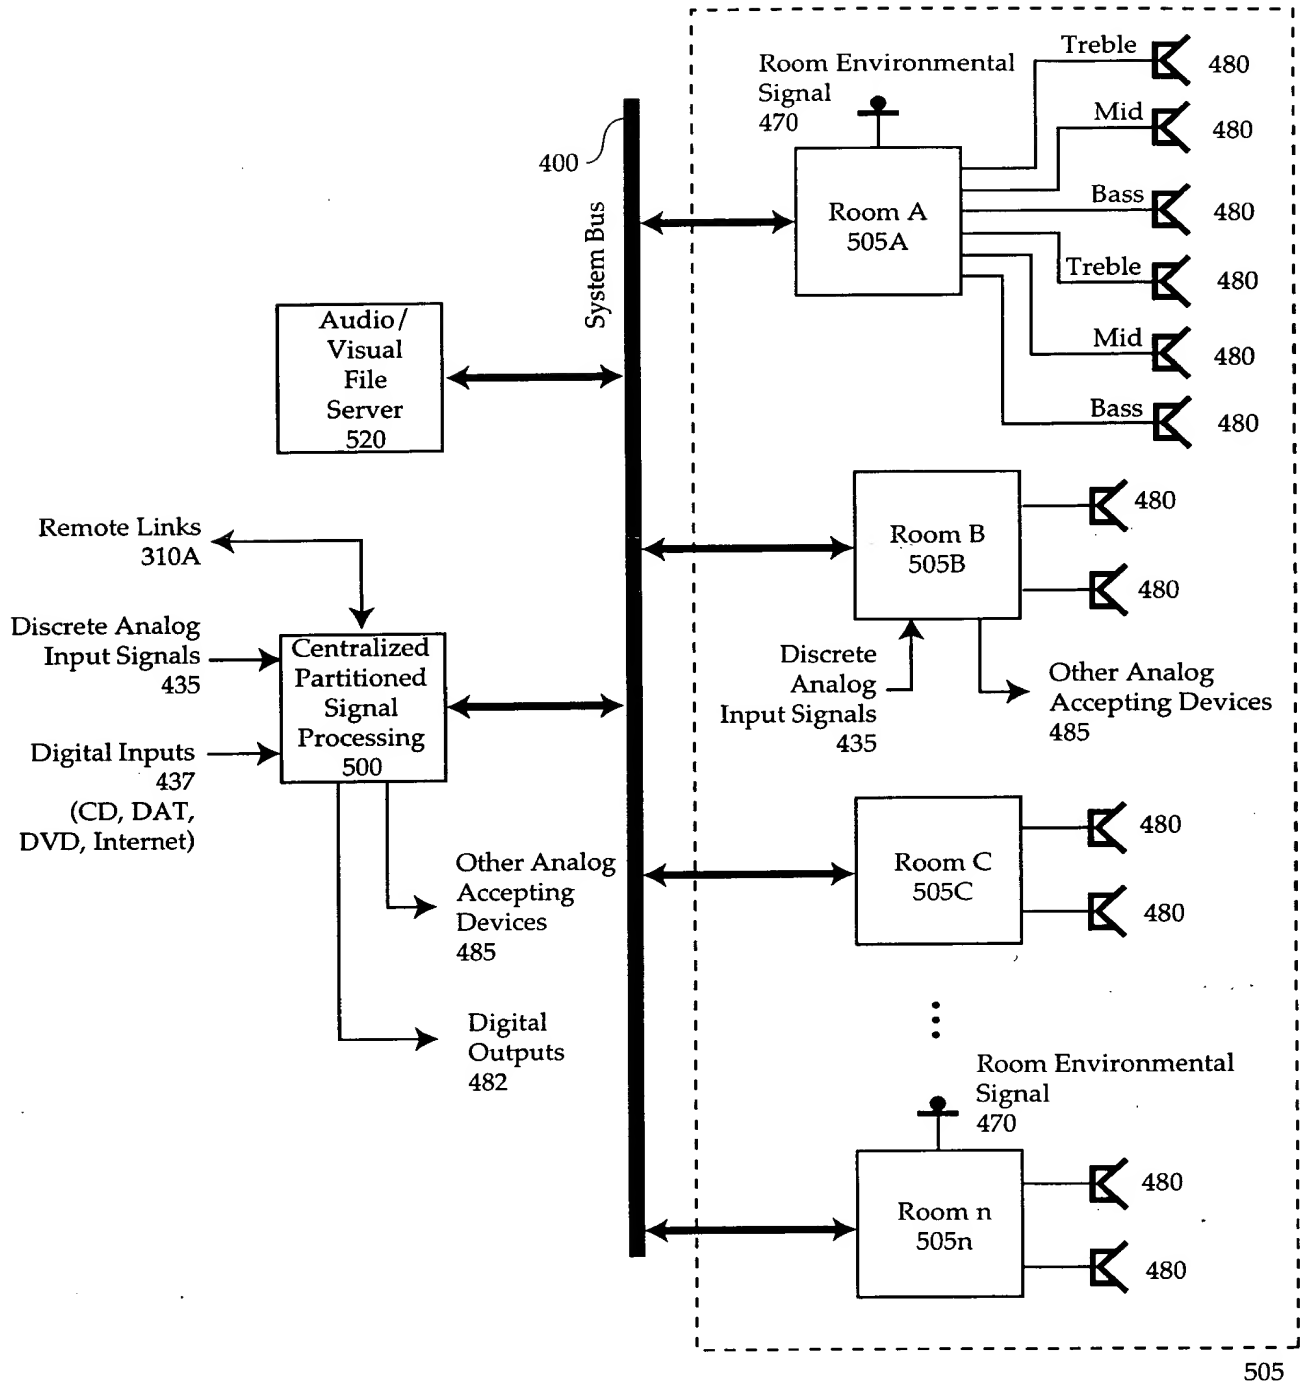 Room Environmental
Signal
470
Treble
480
Mid
480
Bass
480
Treble
480
Mid
480
Bass
480
Room A
505A
400
System Bus
Audio/
Visual
File
Server
520
Room B
505B
480
480
Discrete
Analog
Input Signals
435
Other Analog
Accepting Devices
485
Remote Links
310A
Discrete Analog
Input Signals
435
Digital Inputs
437
(CD, DAT,
DVD, Internet)
Centralized
Partitioned
Signal
Processing
500
Other Analog
Accepting
Devices
485
Digital
Outputs
482
Room C
505C
480
480
Room Environmental
Signal
470
Room n
505n
480
480
505